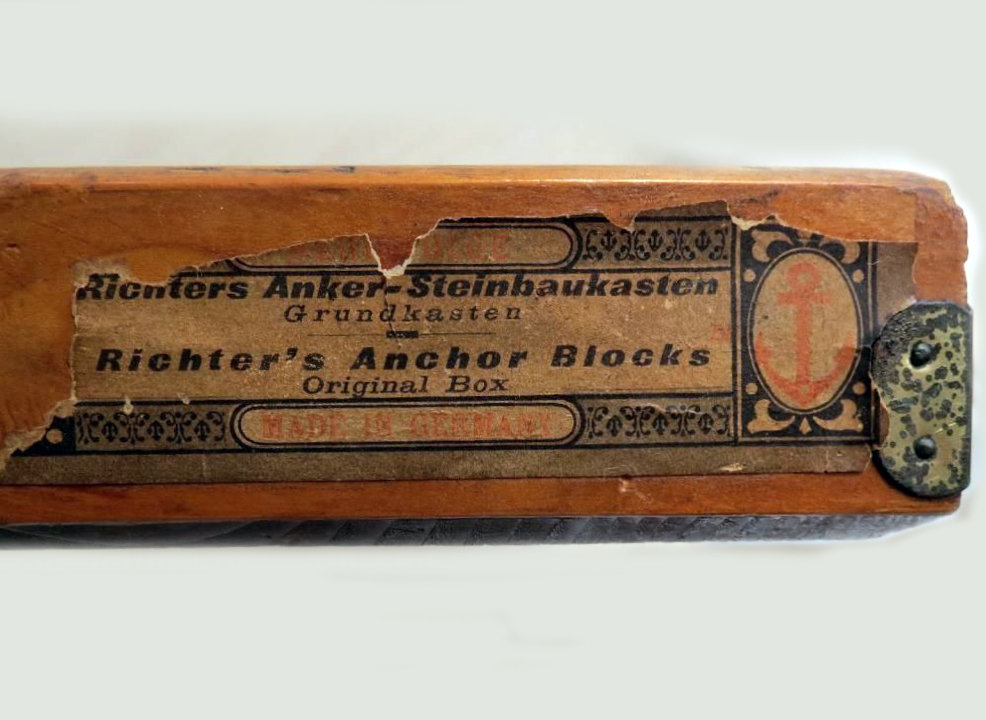 Richters Anker-Steinbaukasten
Grundkasten
Richter's Anchor Blocks
Original Box
MADE IN GERMANY